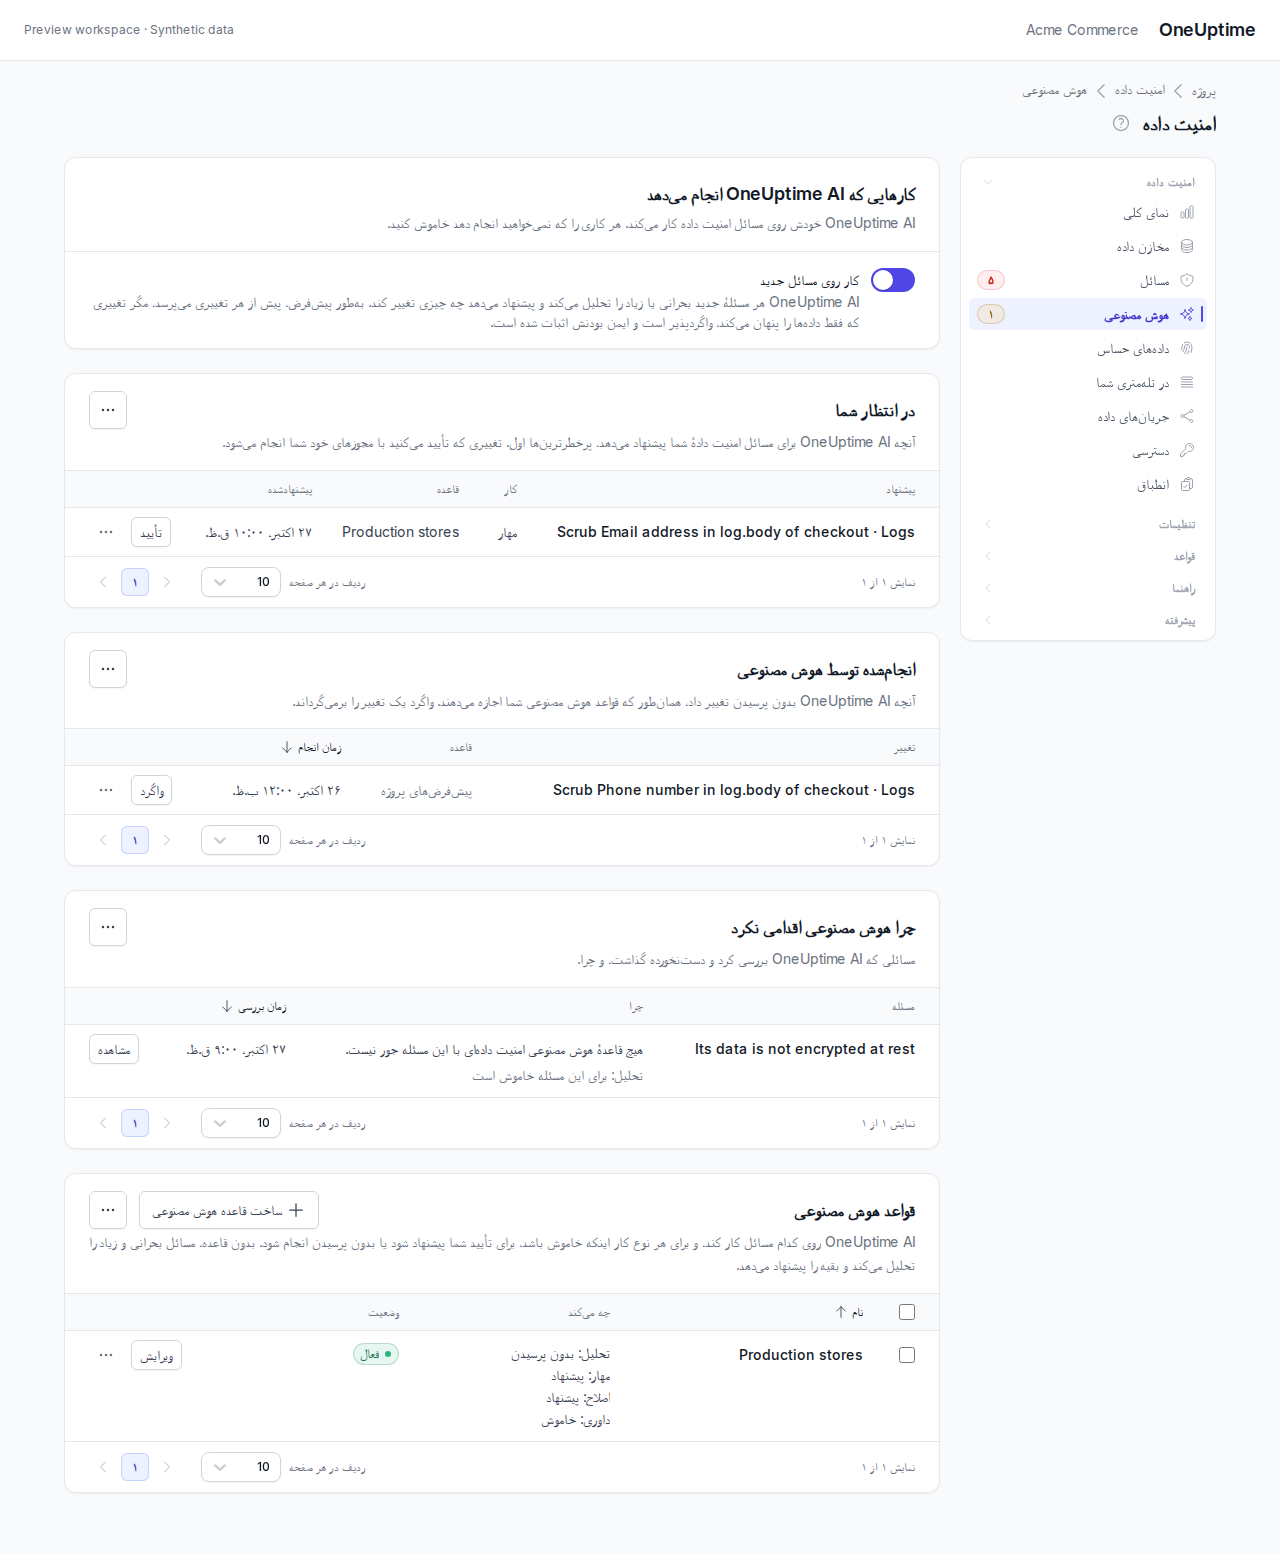 OneUptime
Acme Commerce
Preview workspace · Synthetic data
پروژه
امنیت داده
هوش مصنوعی
امنیت داده
امنیت داده
نمای کلی
مخازن داده
مسائل
۵
هوش مصنوعی
۱
داده‌های حساس
در تله‌متری شما
جریان‌های داده
دسترسی
انطباق
تنظیمات
قواعد
راهنما
پیشرفته
کارهایی که OneUptime AI انجام می‌دهد
OneUptime AI خودش روی مسائل امنیت داده کار می‌کند. هر کاری را که نمی‌خواهید انجام دهد خاموش کنید.
کار روی مسائل جدید
OneUptime AI هر مسئلهٔ جدید بحرانی یا زیاد را تحلیل می‌کند و پیشنهاد می‌دهد چه چیزی تغییر کند. به‌طور پیش‌فرض، پیش از هر تغییری می‌پرسد، مگر تغییری
که فقط داده‌ها را پنهان می‌کند، واگردپذیر است و ایمن بودنش اثبات شده است.
در انتظار شما
آنچه OneUptime AI برای مسائل امنیت دادهٔ شما پیشنهاد می‌دهد، پرخطرترین‌ها اول. تغییری که تأیید می‌کنید با مجوزهای خود شما انجام می‌شود.
پیشنهاد
کار
قاعده
پیشنهادشده
Scrub Email address in log.body of checkout · Logs
مهار
Production stores
۲۷ اکتبر، ۱۰:۰۰ ق.ظ.
تأیید
نمایش ۱ از ۱
ردیف در هر صفحه
10
۱
انجام‌شده توسط هوش مصنوعی
آنچه OneUptime AI بدون پرسیدن تغییر داد، همان‌طور که قواعد هوش مصنوعی شما اجازه می‌دهند. واگرد یک تغییر را برمی‌گرداند.
تغییر
قاعده
زمان انجام
Scrub Phone number in log.body of checkout · Logs
پیش‌فرض‌های پروژه
۲۶ اکتبر، ۱۲:۰۰ ب.ظ.
واگرد
نمایش ۱ از ۱
ردیف در هر صفحه
10
۱
چرا هوش مصنوعی اقدامی نکرد
مسائلی که OneUptime AI بررسی کرد و دست‌نخورده گذاشت، و چرا.
مسئله
چرا
زمان بررسی
Its data is not encrypted at rest
هیچ قاعدهٔ هوش مصنوعی امنیت داده‌ای با این مسئله جور نیست.
تحلیل: برای این مسئله خاموش است
۲۷ اکتبر، ۹:۰۰ ق.ظ.
مشاهده
نمایش ۱ از ۱
ردیف در هر صفحه
10
۱
قواعد هوش مصنوعی
ساخت قاعده هوش مصنوعی
OneUptime AI روی کدام مسائل کار کند، و برای هر نوع کار اینکه خاموش باشد، برای تأیید شما پیشنهاد شود یا بدون پرسیدن انجام شود. بدون قاعده، مسائل بحرانی و زیاد را
تحلیل می‌کند و بقیه را پیشنهاد می‌دهد.
نام
چه می‌کند
وضعیت
Production stores
تحلیل: بدون پرسیدن
مهار: پیشنهاد
اصلاح: پیشنهاد
داوری: خاموش
فعال
ویرایش
نمایش ۱ از ۱
ردیف در هر صفحه
10
۱